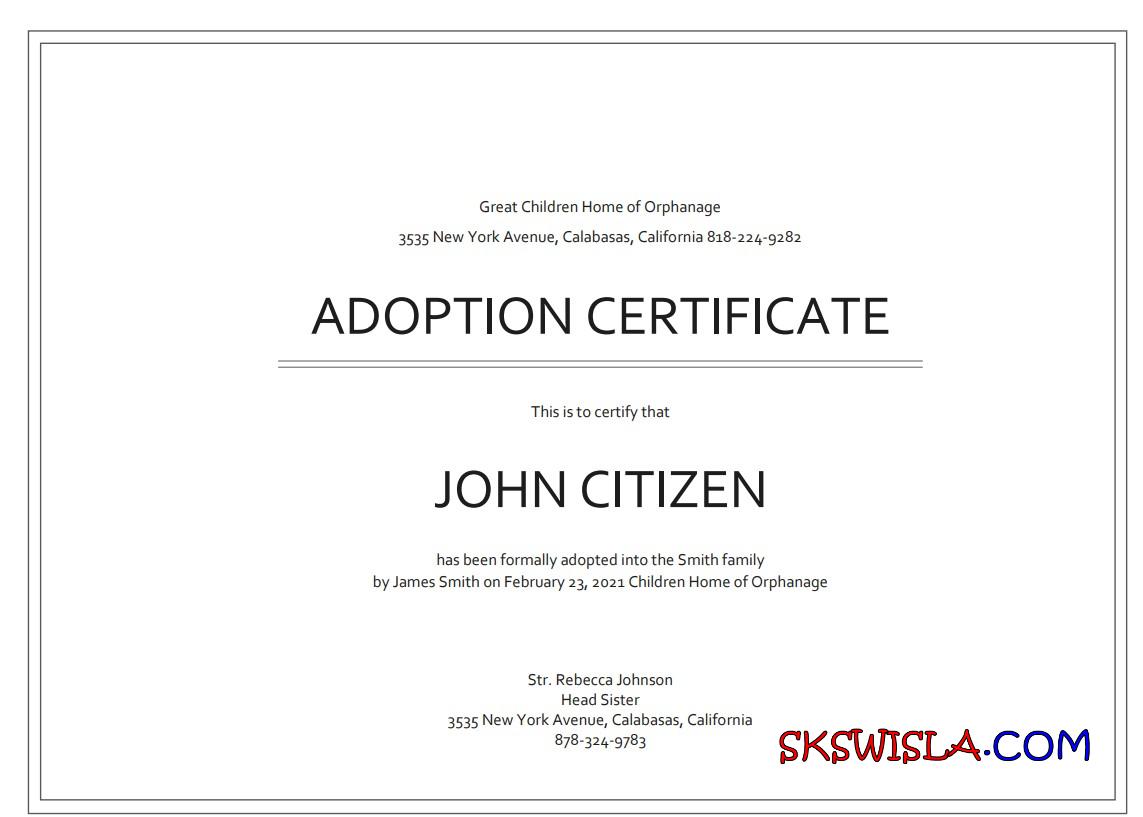 Great Children Home of Orphanage
3535 New York Avenue, Calabasas, California 818-224-9282
ADOPTION CERTIFICATE
This is to certify that
JOHN CITIZEN
has been formally adopted into the Smith family
by James Smith on February 23, 2021 Children Home of Orphanage
Str. Rebecca Johnson
Head Sister
3535 New York Avenue, Calabasas, California
878-324-9783
SKSWISLA.COM